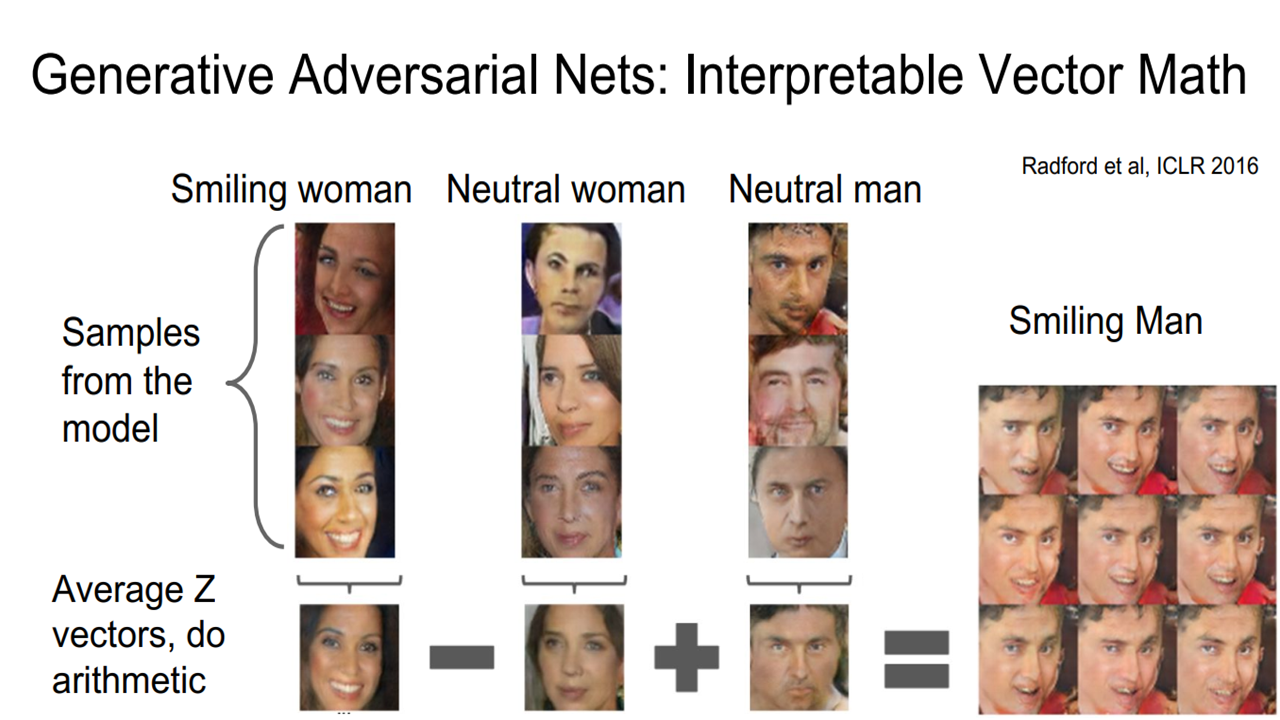 Generative Adversarial Nets: Interpretable Vector Math
Radford et al, ICLR 2016
Smiling woman
Neutral woman
Neutral man
Samples
from the
model
Smiling Man
Average Z
vectors, do
arithmetic